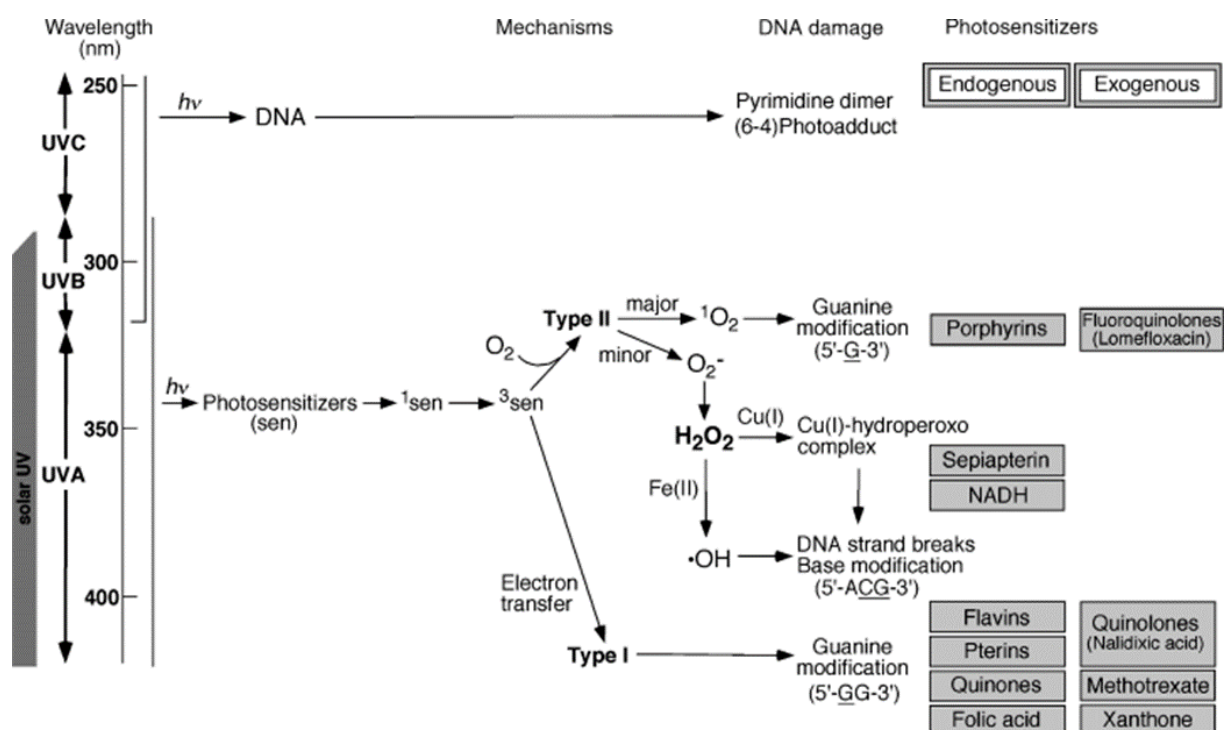 Wavelength
(nm)
Mechanisms
DNA damage
Photosensitizers
250
Endogenous
Exogenous
hν
DNA
Pyrimidine dimer
(6-4)Photoadduct
UVC
300
UVB
Type II
major
¹O₂
Guanine
modification
(5'-G-3')
Porphyrins
Fluoroquinolones
(Lomefloxacin)
O₂
minor
O₂⁻
hν
Photosensitizers
(sen)
¹sen
³sen
350
H₂O₂
Cu(I)
Cu(I)-hydroperoxo
complex
Sepiapterin
NADH
UVA
solar UV
Fe(II)
•OH
DNA strand breaks
Base modification
(5'-ACG-3')
400
Electron
transfer
Type I
Guanine
modification
(5'-GG-3')
Flavins
Pterins
Quinones
Folic acid
Quinolones
(Nalidixic acid)
Methotrexate
Xanthone